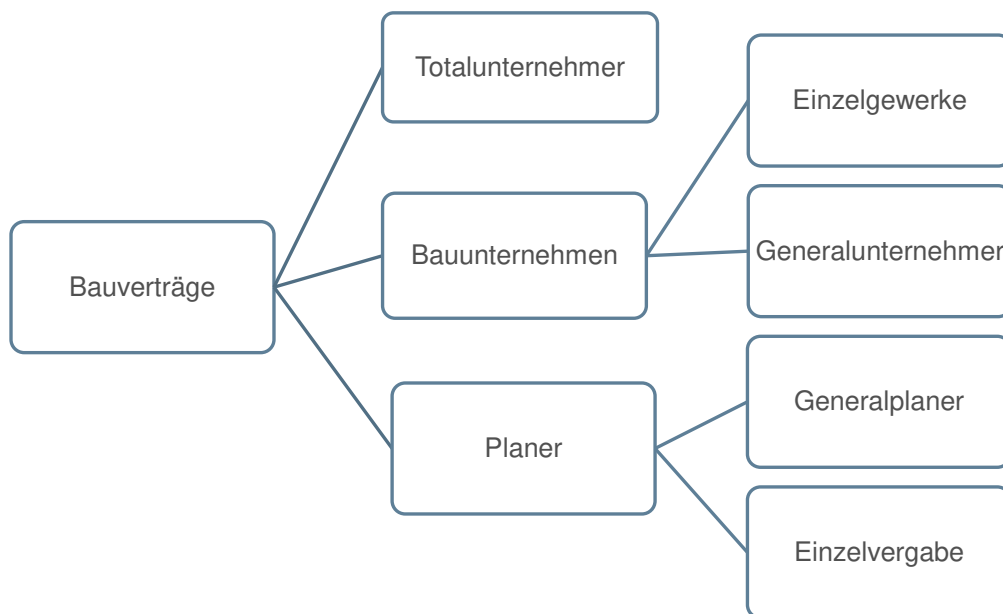 Totalunternehmer
Einzelgewerke
Bauunternehmen
Generalunternehmer
Bauverträge
Generalplaner
Planer
Einzelvergabe